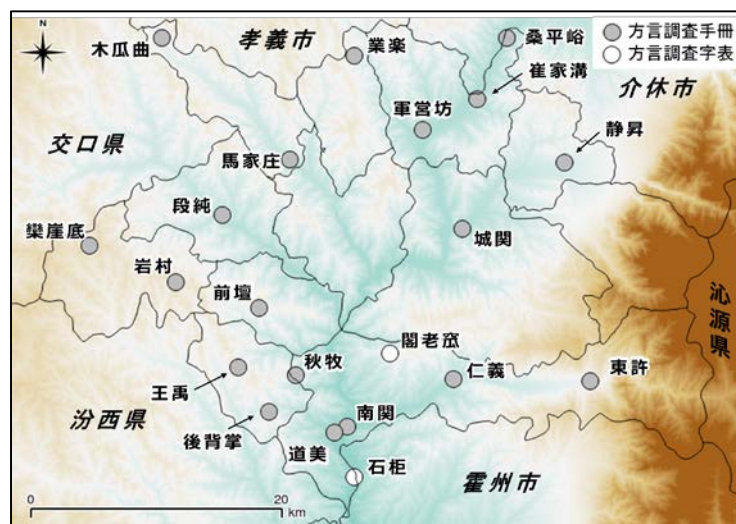 N
木瓜曲
孝義市
業楽
桑平峪
方言調査手冊
方言調査字表
崔家溝
介休市
軍営坊
静昇
交口県
馬家庄
段純
城関
欒崖底
岩村
前壇
沁源県
閣老窊
秋牧
仁義
東許
王禹
汾西県
後背掌
南関
道美
石柜
霍州市
0
20
km